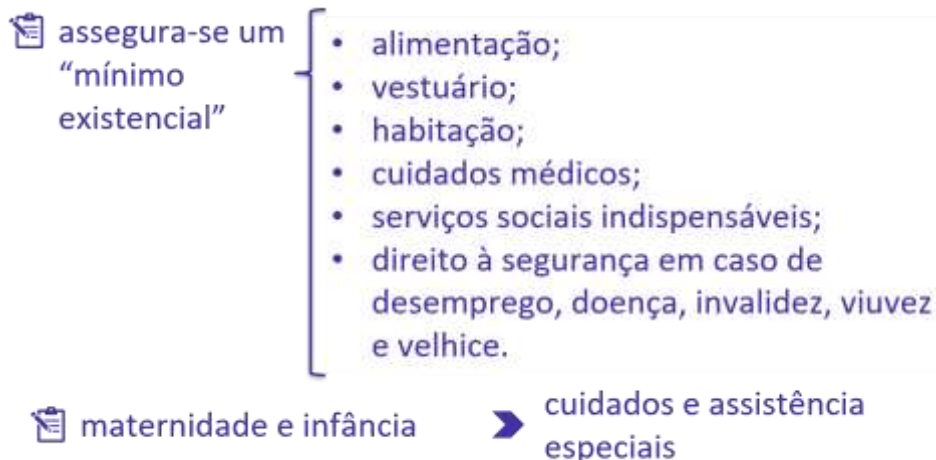 assegura-se um
“mínimo
existencial”
• alimentação;
• vestuário;
• habitação;
• cuidados médicos;
• serviços sociais indispensáveis;
• direito à segurança em caso de
desemprego, doença, invalidez, viuvez
e velhice.
maternidade e infância
cuidados e assistência
especiais